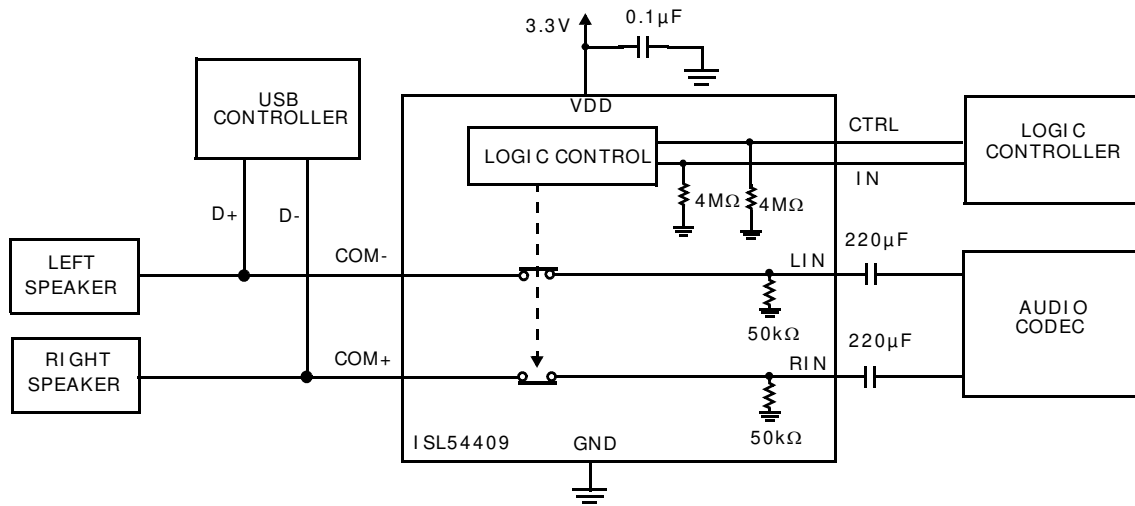 3.3V
0.1µF
USB
CONTROLLER
VDD
LOGIC CONTROL
CTRL
IN
LOGIC
CONTROLLER
4MΩ
4MΩ
D+
D-
220µF
LEFT
SPEAKER
COM-
LIN
50kΩ
AUDIO
CODEC
220µF
RIGHT
SPEAKER
COM+
RIN
50kΩ
ISL54409
GND